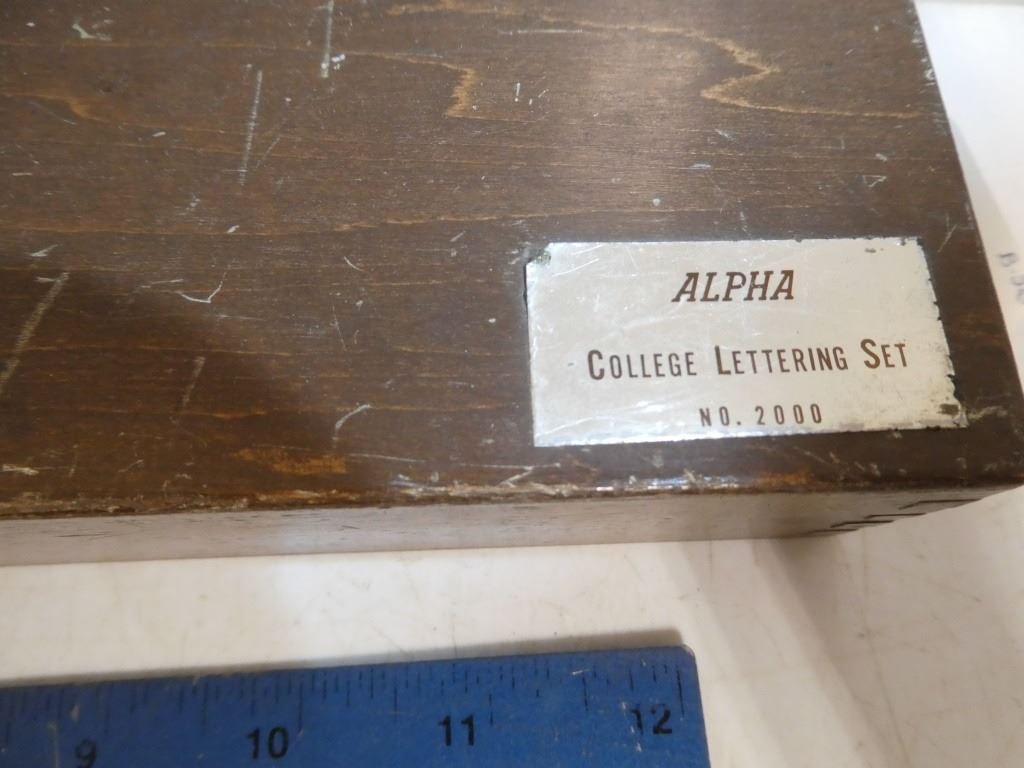 ALPHA
COLLEGE LETTERING SET
NO. 2000
9 10 11 12